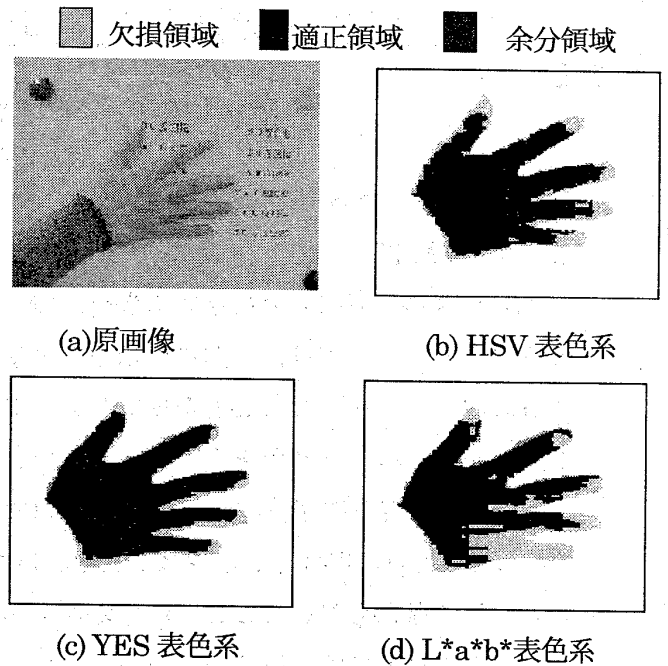 欠損領域 適正領域 余分領域
(a)原画像
(b) HSV 表色系
(c) YES 表色系
(d) L*a*b*表色系